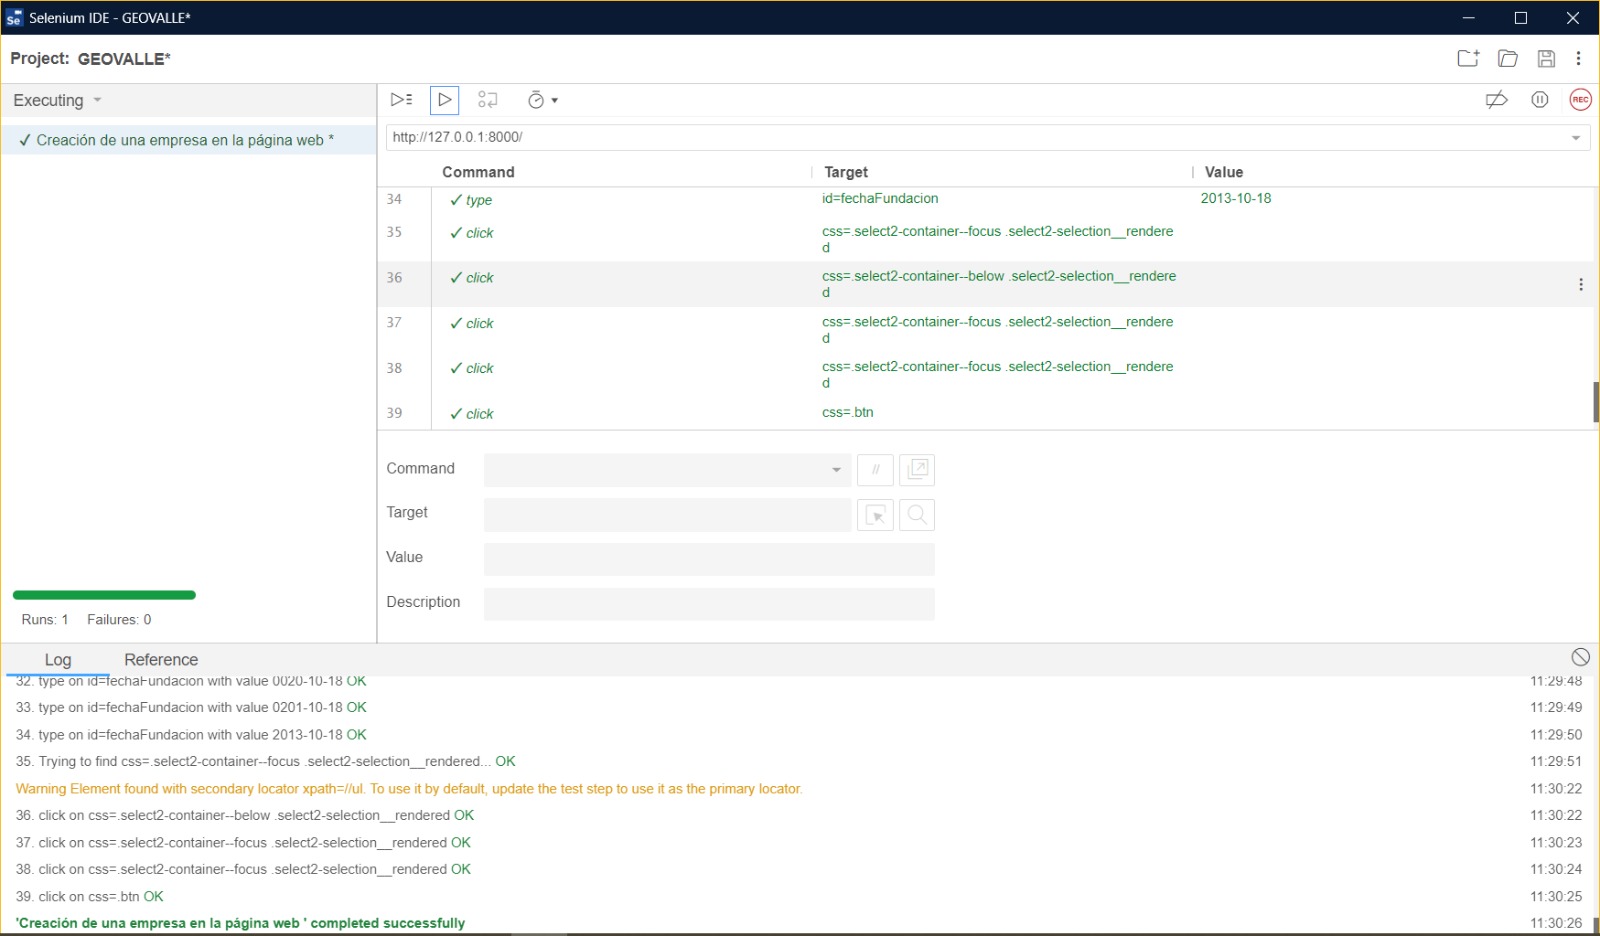 Selenium IDE - GEOVALLE*
Project: GEOVALLE*
Executing
✓ Creación de una empresa en la página web *
Runs: 1 Failures: 0
REC
http://127.0.0.1:8000/
Command Target Value
34 ✓ type id=fechaFundacion 2013-10-18
35 ✓ click css=.select2-container--focus .select2-selection__rendere
d
36 ✓ click css=.select2-container--below .select2-selection__rendere
d
37 ✓ click css=.select2-container--focus .select2-selection__rendere
d
38 ✓ click css=.select2-container--focus .select2-selection__rendere
d
39 ✓ click css=.btn
Command //
Target
Value
Description
Log Reference
32. type on id=fechaFundacion with value 0020-10-18 OK 11:29:48
33. type on id=fechaFundacion with value 0201-10-18 OK 11:29:49
34. type on id=fechaFundacion with value 2013-10-18 OK 11:29:50
35. Trying to find css=.select2-container--focus .select2-selection__rendered... OK 11:29:51
Warning Element found with secondary locator xpath=//ul. To use it by default, update the test step to use it as the primary locator. 11:30:22
36. click on css=.select2-container--below .select2-selection__rendered OK 11:30:22
37. click on css=.select2-container--focus .select2-selection__rendered OK 11:30:23
38. click on css=.select2-container--focus .select2-selection__rendered OK 11:30:24
39. click on css=.btn OK 11:30:25
'Creación de una empresa en la página web ' completed successfully 11:30:26